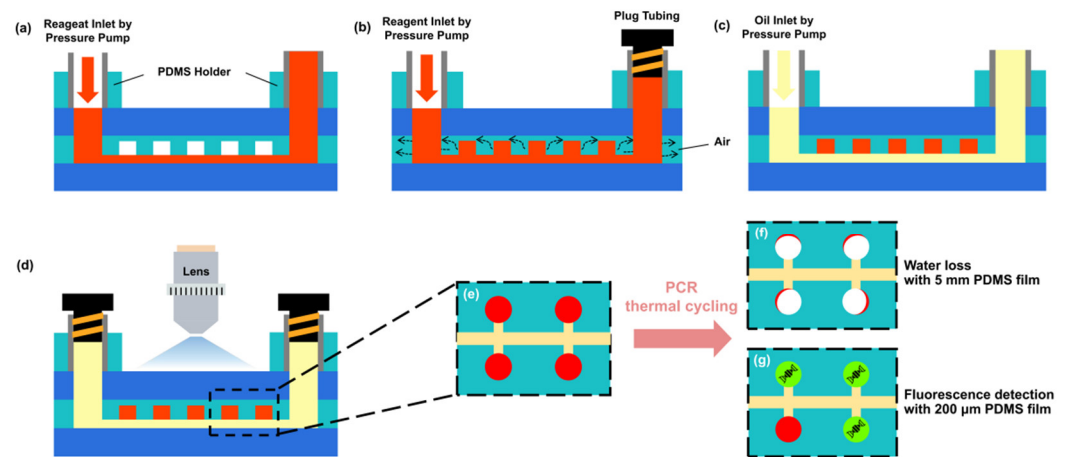 (a)
Reageat Inlet by
Pressure Pump
PDMS Holder
(b)
Reagent Inlet by
Pressure Pump
Plug Tubing
Air
(c)
Oil Inlet by
Pressure Pump
(d)
Lens
(e)
PCR
thermal cycling
(f)
Water loss
with 5 mm PDMS film
(g)
Fluorescence detection
with 200 μm PDMS film